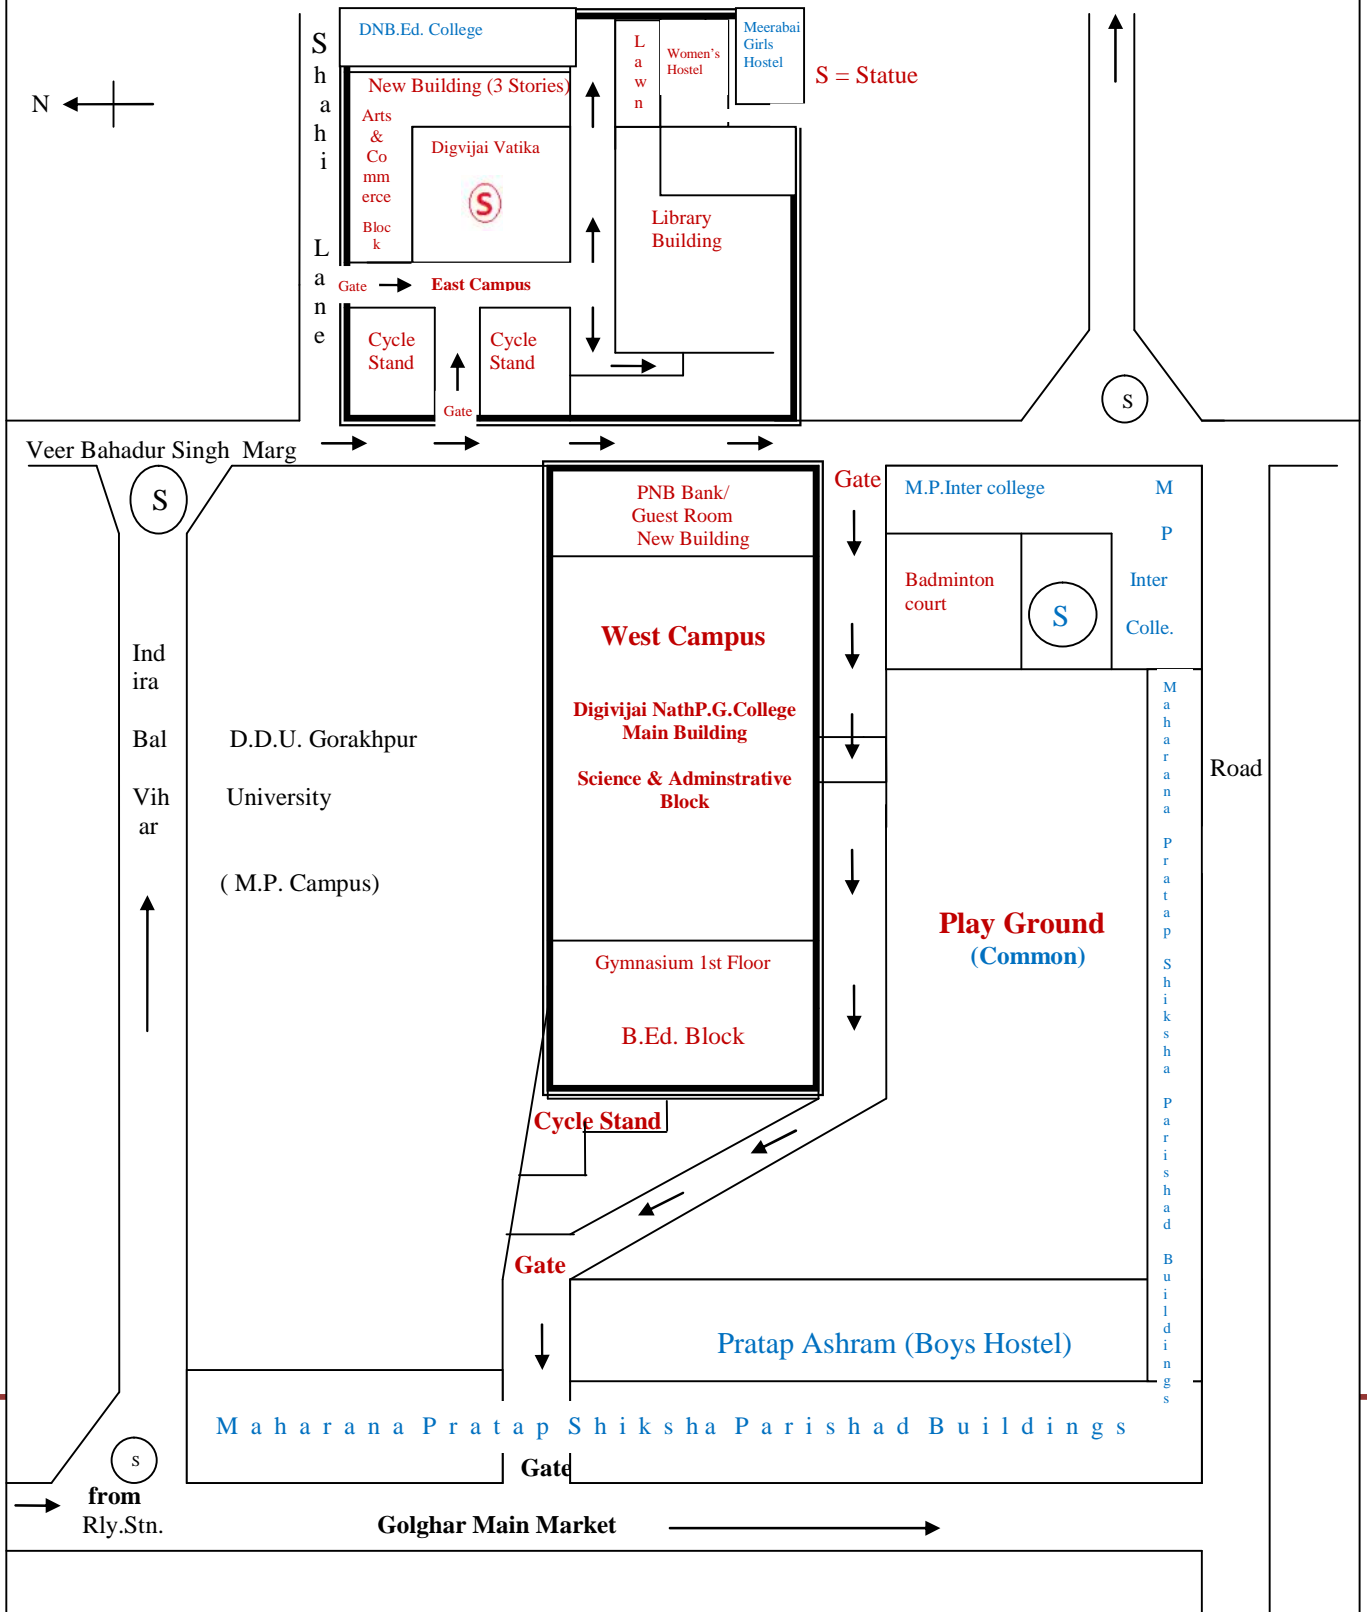 DNB.Ed. College
Meerabai
Girls
Hostel
Shahi Lane
Lawn
Women's
Hostel
S = Statue
N
New Building (3 Stories)
Arts
&
Co
mm
erce
Bloc
k
Digvijai Vatika
S
Library
Building
Gate
East Campus
Cycle
Stand
Cycle
Stand
Gate
S
Veer Bahadur Singh Marg
S
PNB Bank/
Guest Room
New Building
Gate
M.P.Inter college
M
P
Inter
Colle.
Badminton
court
S
West Campus
Digivijai NathP.G.College
Main Building
Science & Adminstrative
Block
Ind
ira
Bal
Vih
ar
D.D.U. Gorakhpur
University
( M.P. Campus)
Road
Maharana Pratap Shiksha Parishad Buildings
Play Ground
(Common)
Gymnasium 1st Floor
B.Ed. Block
Cycle Stand
Gate
Pratap Ashram (Boys Hostel)
Maharana Pratap Shiksha Parishad Buildings
S
Gate
from
Rly.Stn.
Golghar Main Market